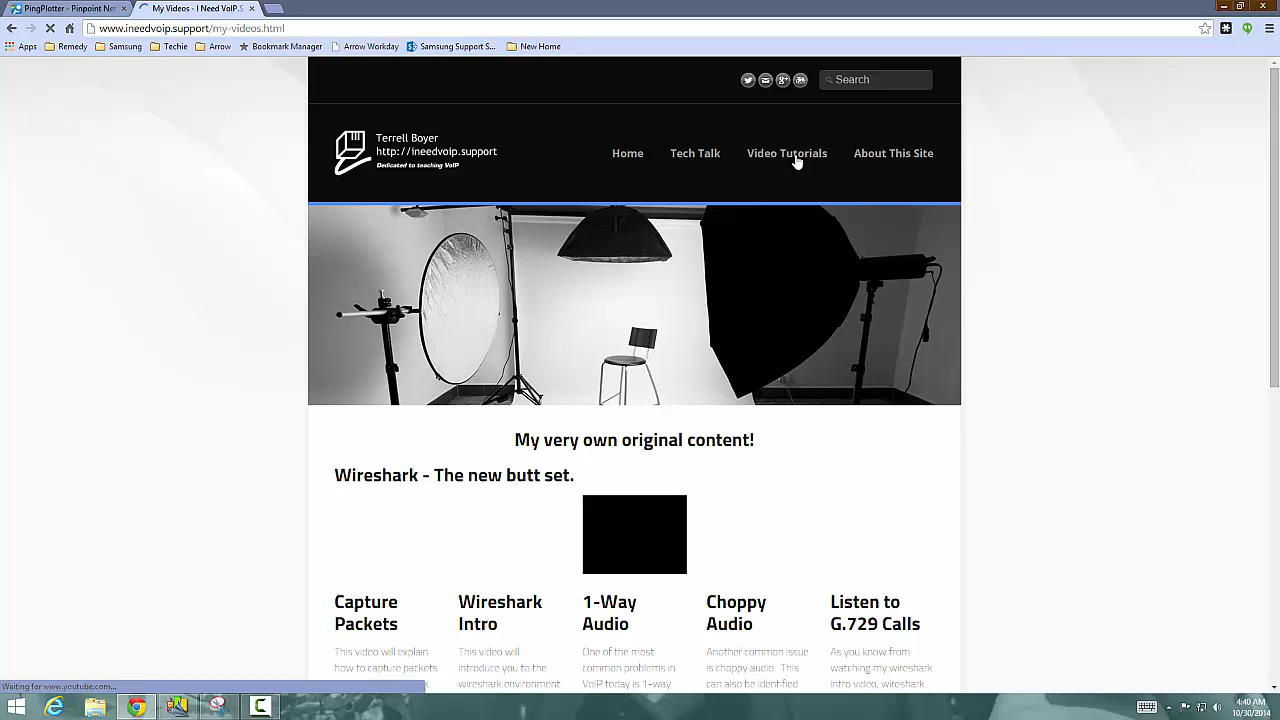 PingPlotter - Pinpoint Net
My Videos - I Need VoIP.S
www.ineedvoip.support/my-videos.html
Apps Remedy Samsung Techie Arrow Bookmark Manager Arrow Workday Samsung Support S... New Home
Search
Terrell Boyer
http://ineedvoip.support
Dedicated to teaching VoIP
Home Tech Talk Video Tutorials About This Site
My very own original content!
Wireshark - The new butt set.
Capture
Packets
This video will explain
how to capture packets
Wireshark
Intro
This video will
introduce you to the
wireshark environment
1-Way
Audio
One of the most
common problems in
VoIP today is 1-way
Choppy
Audio
Another common issue
is choppy audio. This
can also be identified
Listen to
G.729 Calls
As you know from
watching my wireshark
intro video, wireshark
Waiting for www.youtube.com...
4:40 AM
10/30/2014